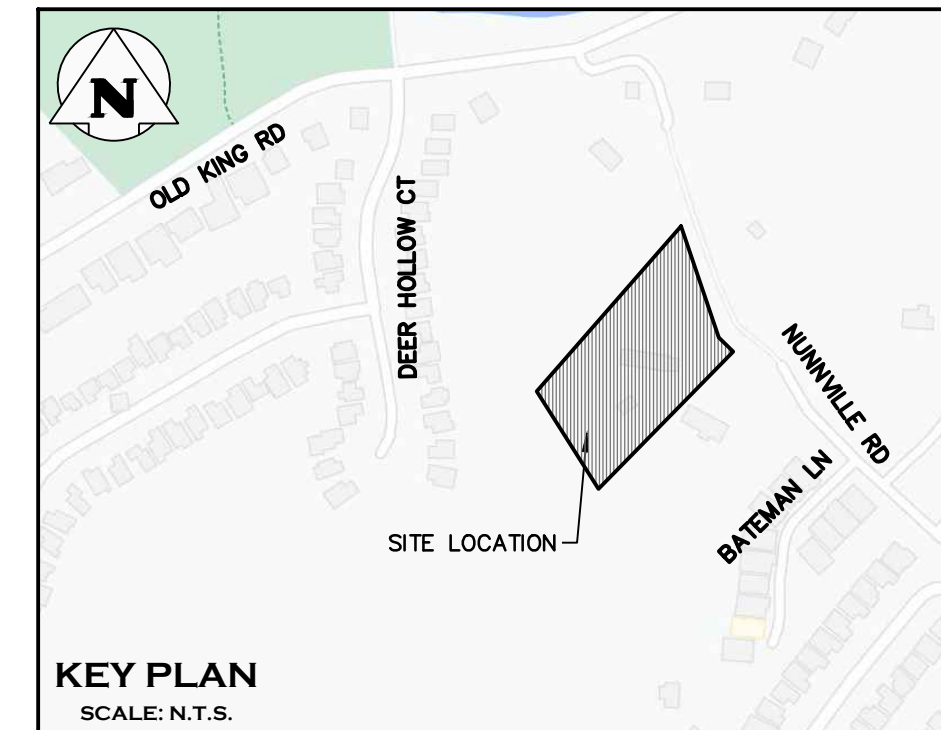 N
OLD KING RD
DEER HOLLOW CT
NUNNVILLE RD
BATEMAN LN
SITE LOCATION
KEY PLAN
SCALE: N.T.S.